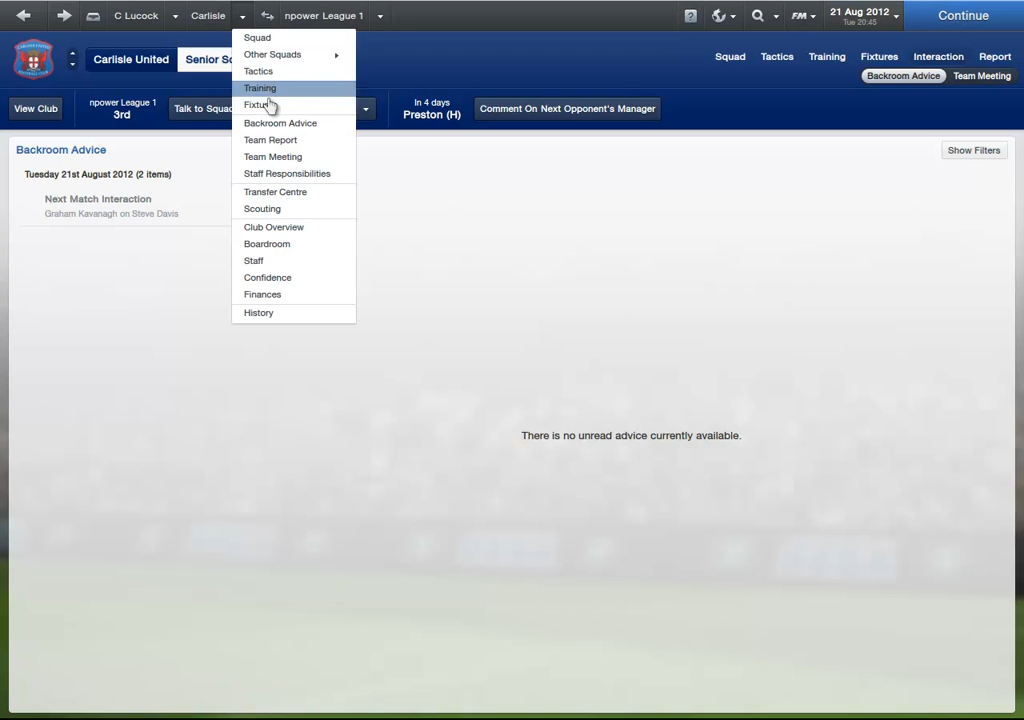 C Lucock
Carlisle
npower League 1
?
FM
21 Aug 2012
Tue 20:45
Continue
Carlisle United
Senior Sq
Squad
Tactics
Training
Fixtures
Interaction
Report
Backroom Advice
Team Meeting
View Club
npower League 1
3rd
Talk to Squad
In 4 days
Preston (H)
Comment On Next Opponent's Manager
Squad
Other Squads
Tactics
Training
Fixtu
Backroom Advice
Team Report
Team Meeting
Staff Responsibilities
Transfer Centre
Scouting
Club Overview
Boardroom
Staff
Confidence
Finances
History
Backroom Advice
Show Filters
Tuesday 21st August 2012 (2 items)
Next Match Interaction
Graham Kavanagh on Steve Davis
There is no unread advice currently available.